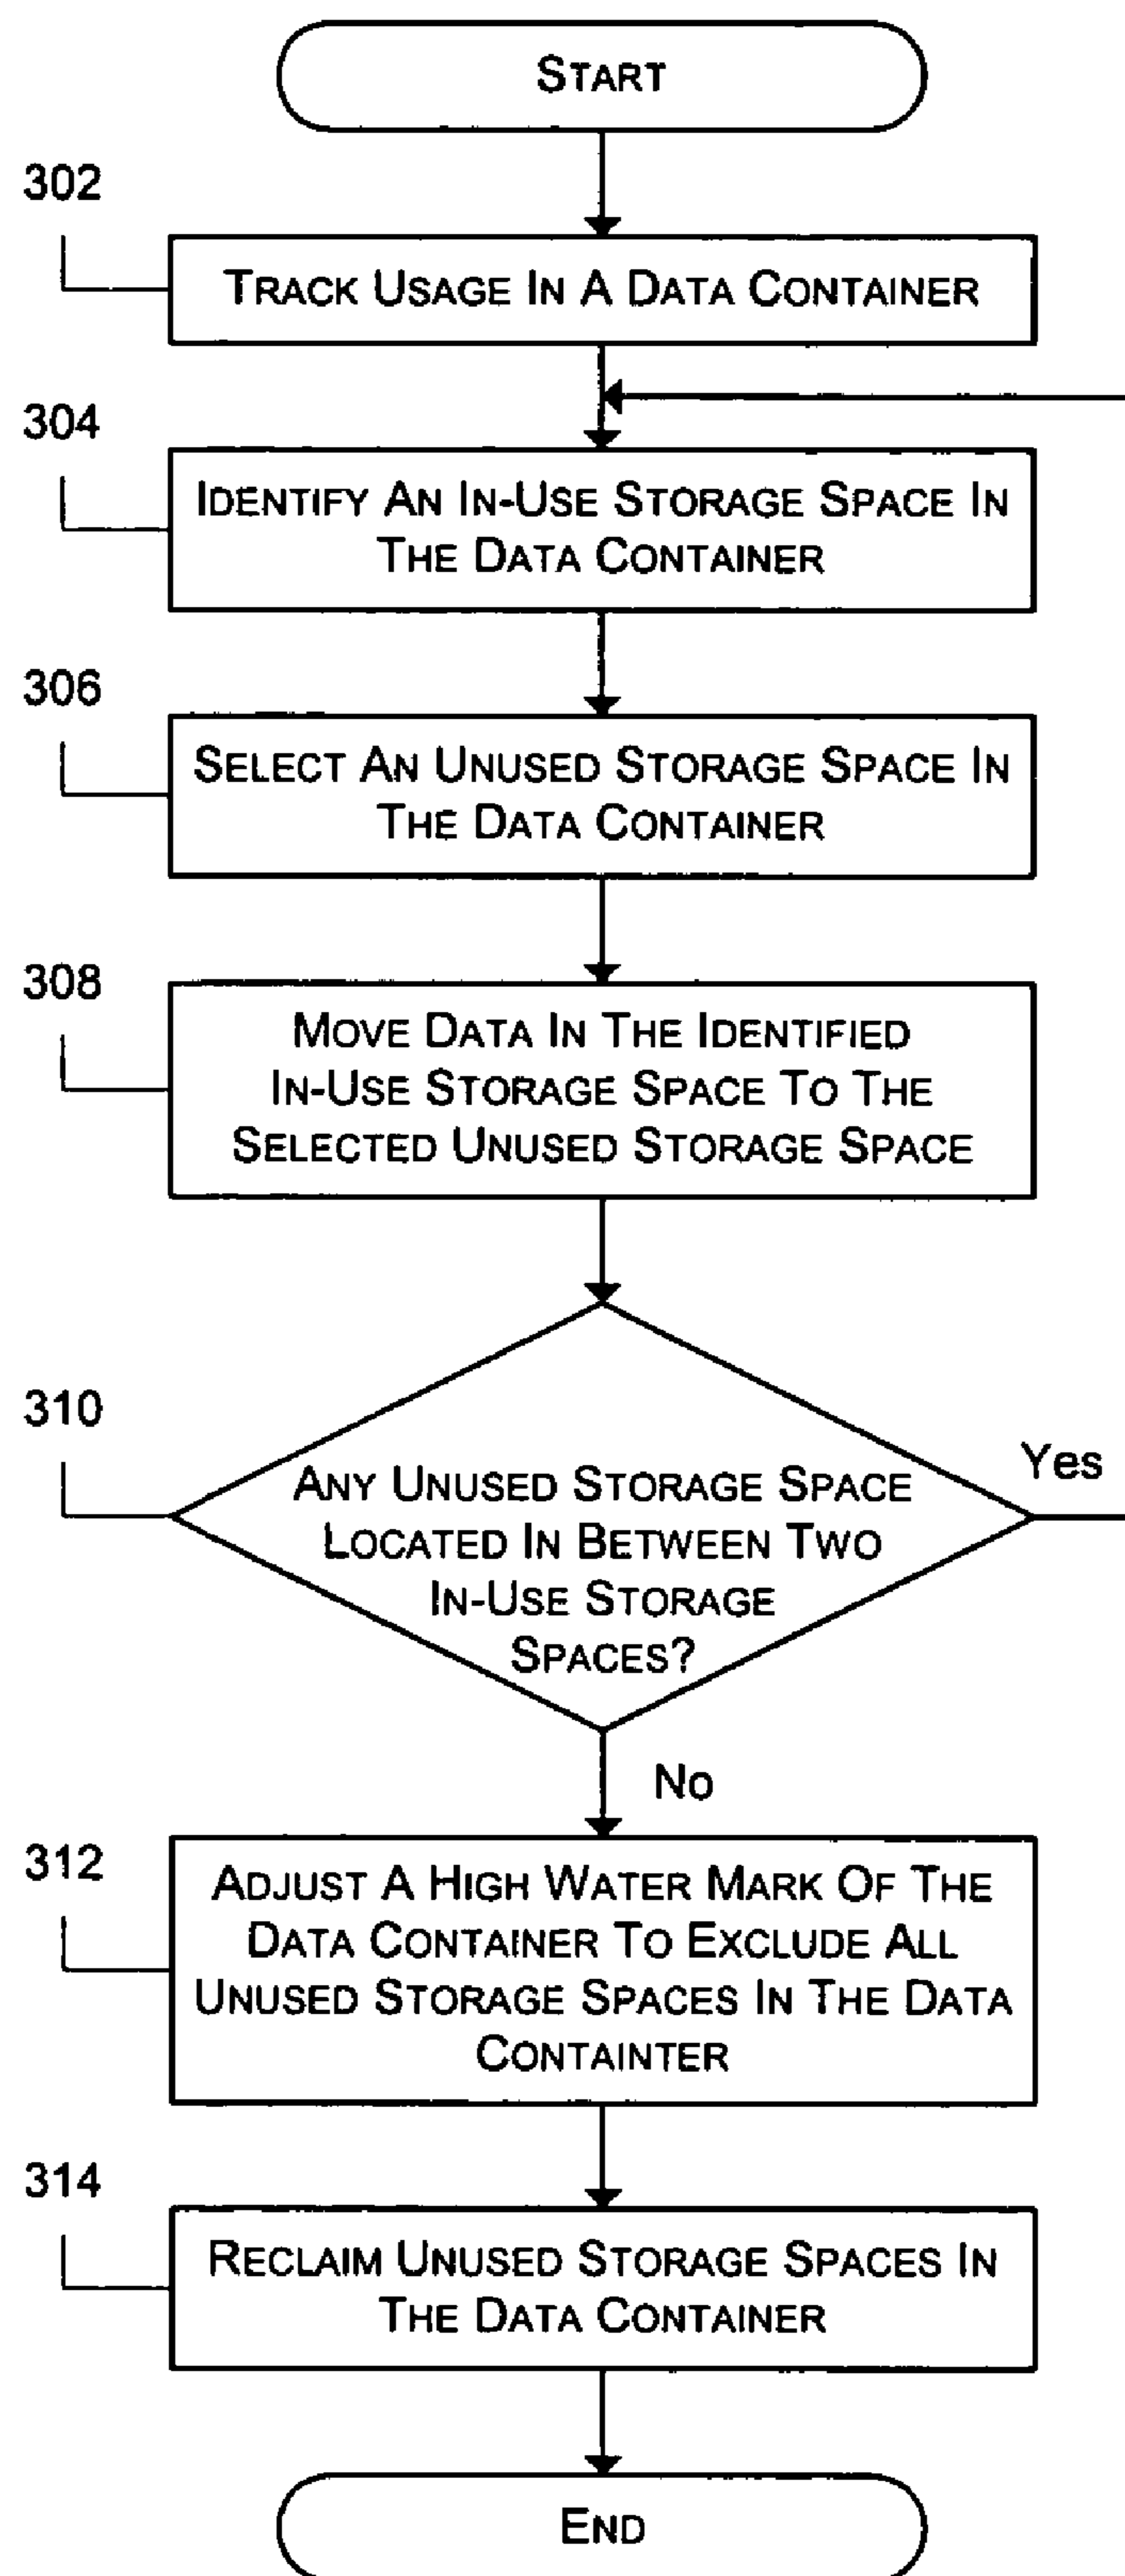 START
302
TRACK USAGE IN A DATA CONTAINER
304
IDENTIFY AN IN-USE STORAGE SPACE IN
THE DATA CONTAINER
306
SELECT AN UNUSED STORAGE SPACE IN
THE DATA CONTAINER
308
MOVE DATA IN THE IDENTIFIED
IN-USE STORAGE SPACE TO THE
SELECTED UNUSED STORAGE SPACE
310
ANY UNUSED STORAGE SPACE
LOCATED IN BETWEEN TWO
IN-USE STORAGE
SPACES?
Yes
NO
312
ADJUST A HIGH WATER MARK OF THE
DATA CONTAINER TO EXCLUDE ALL
UNUSED STORAGE SPACES IN THE DATA
CONTAINTER
314
RECLAIM UNUSED STORAGE SPACES IN
THE DATA CONTAINER
END